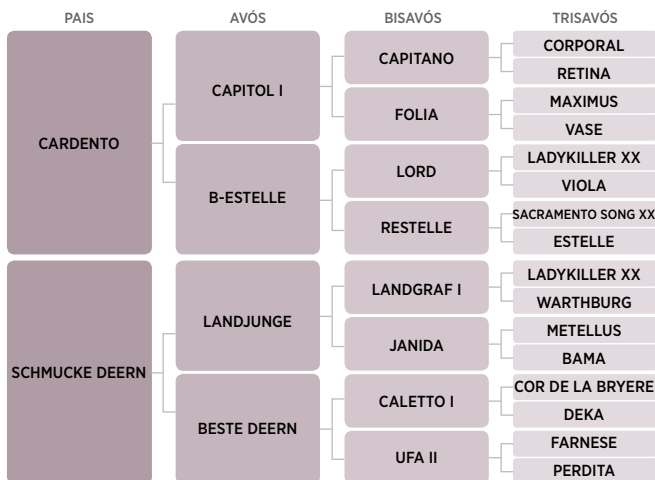 PAIS
AVÓS
BISAVÓS
TRISAVÓS
CARDENTO
CAPITOL I
CAPITANO
CORPORAL
RETINA
FOLIA
MAXIMUS
VASE
B-ESTELLE
LORD
LADYKILLER XX
VIOLA
RESTELLE
SACRAMENTO SONG XX
ESTELLE
SCHMUCKE DEERN
LANDJUNGE
LANDGRAF I
LADYKILLER XX
WARTHBURG
JANIDA
METELLUS
BAMA
BESTE DEERN
CALETTO I
COR DE LA BRYERE
DEKA
UFA II
FARNESE
PERDITA